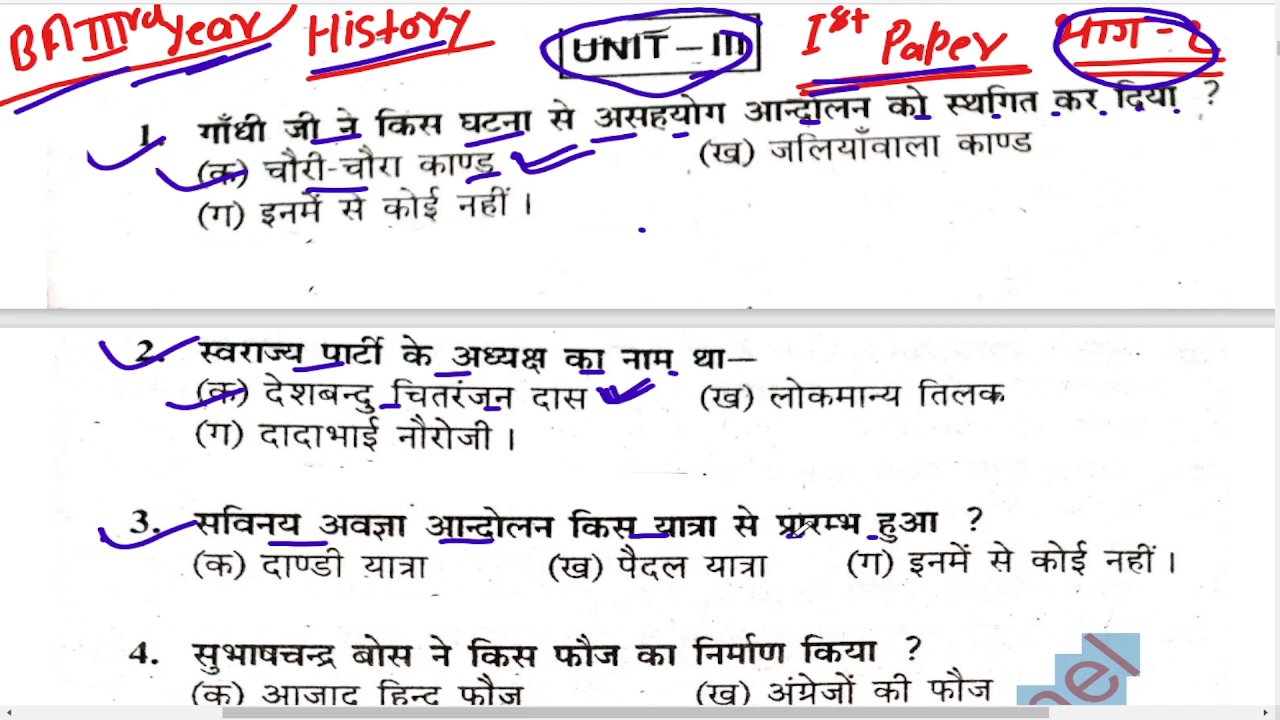 BA IIIrd year History UNIT – III Ist Paper भाग - 2
1. गाँधी जी ने किस घटना से असहयोग आन्दोलन को स्थगित कर दिया ?
(क) चौरी-चौरा काण्ड (ख) जलियाँवाला काण्ड
(ग) इनमें से कोई नहीं ।
2. स्वराज्य पार्टी के अध्यक्ष का नाम था—
(क) देशबन्दु चितरंजन दास (ख) लोकमान्य तिलक
(ग) दादाभाई नौरोजी ।
3. सविनय अवज्ञा आन्दोलन किस यात्रा से प्रारम्भ हुआ ?
(क) दाण्डी यात्रा (ख) पैदल यात्रा (ग) इनमें से कोई नहीं ।
4. सुभाषचन्द्र बोस ने किस फौज का निर्माण किया ?
(क) आजाद हिन्द फौज (ख) अंग्रेजों की फौज